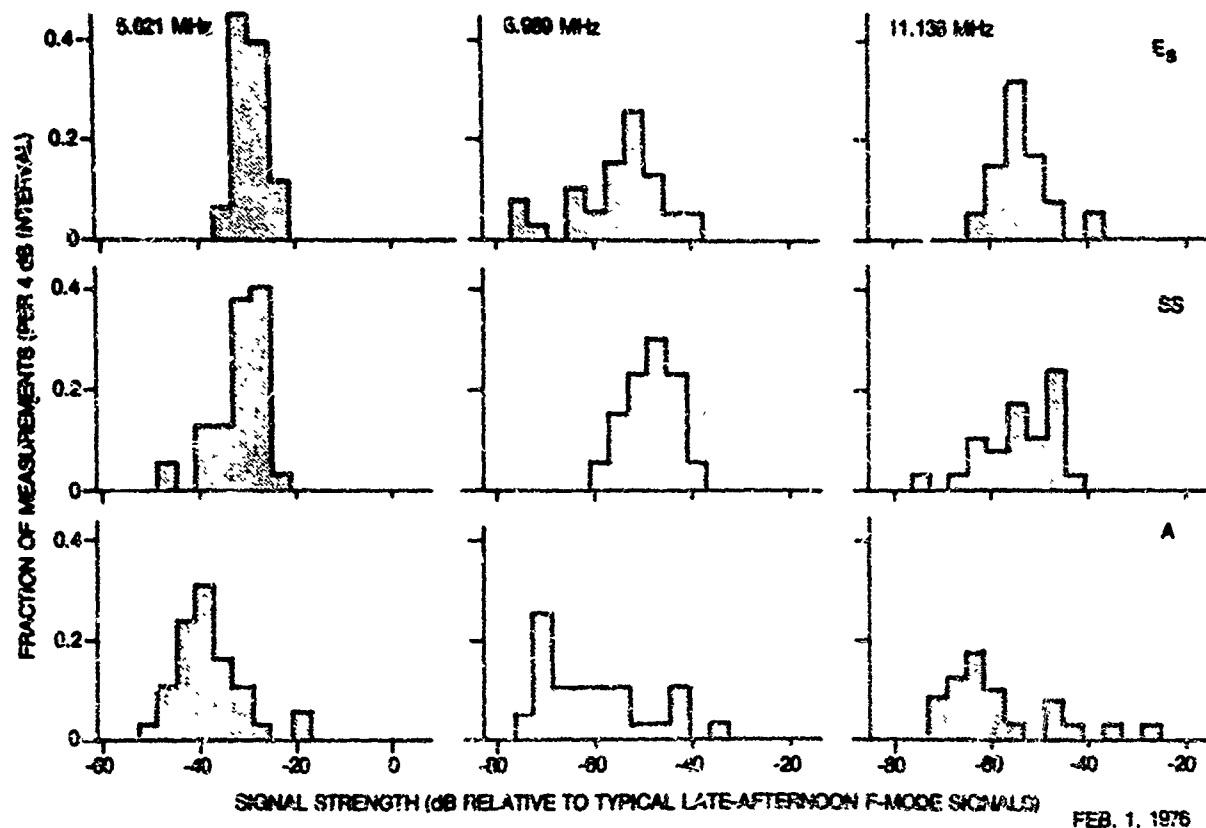 5.821 MHz
6.969 MHz
11.136 MHz
Es
SS
A
0.4
0.2
0
0.4
0.2
0
0.4
0.2
0
FRACTION OF MEASUREMENTS (PER 4 dB INTERVAL)
-60 -40 -20 0
-80 -60 -40 -20
-80 -60 -40 -20
SIGNAL STRENGTH (dB RELATIVE TO TYPICAL LATE-AFTERNOON F-MODE SIGNALS)
FEB. 1, 1976